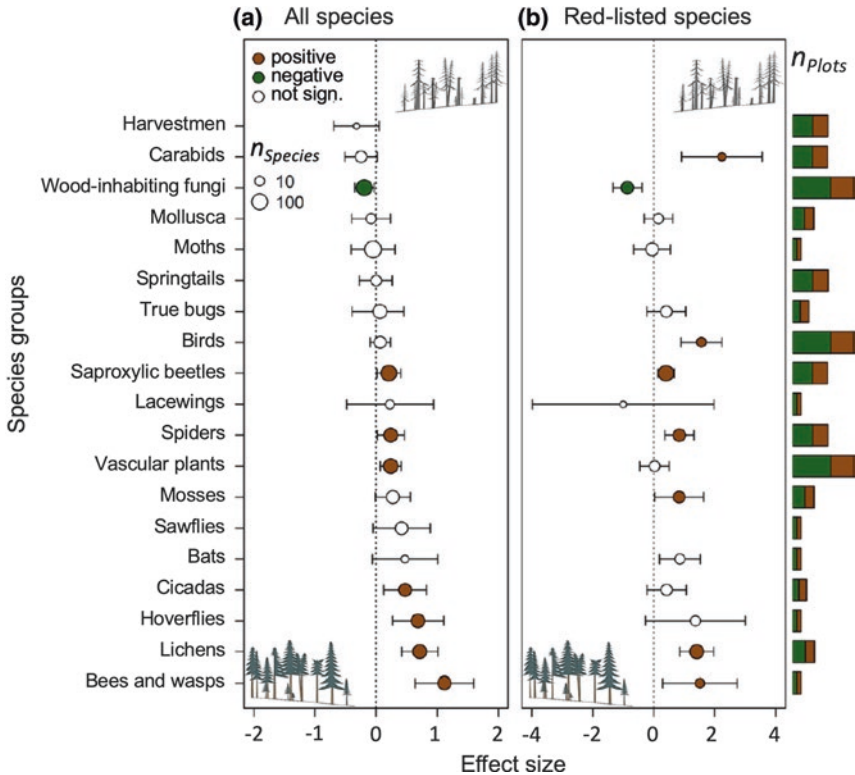 (a) All species
(b) Red-listed species
positive
negative
not sign.
nPlots
nSpecies
10
100
Species groups
Harvestmen
Carabids
Wood-inhabiting fungi
Mollusca
Moths
Springtails
True bugs
Birds
Saproxylic beetles
Lacewings
Spiders
Vascular plants
Mosses
Sawflies
Bats
Cicadas
Hoverflies
Lichens
Bees and wasps
-2 -1 0 1 2
-4 -2 0 2 4
Effect size